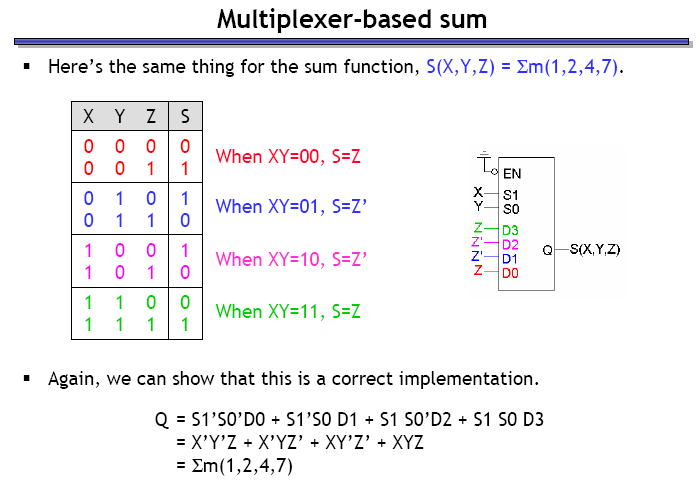 Multiplexer-based sum
▪ Here's the same thing for the sum function, S(X,Y,Z) = Σm(1,2,4,7).
X Y Z S
0 0 0 0
0 0 1 1
When XY=00, S=Z
0 1 0 1
0 1 1 0
When XY=01, S=Z'
1 0 0 1
1 0 1 0
When XY=10, S=Z'
1 1 0 0
1 1 1 1
When XY=11, S=Z
EN
X S1
Y S0
Z D3
Z' D2
Z' D1
Z D0
Q S(X,Y,Z)
▪ Again, we can show that this is a correct implementation.
Q = S1'S0'D0 + S1'S0 D1 + S1 S0'D2 + S1 S0 D3
= X'Y'Z + X'YZ' + XY'Z' + XYZ
= Σm(1,2,4,7)